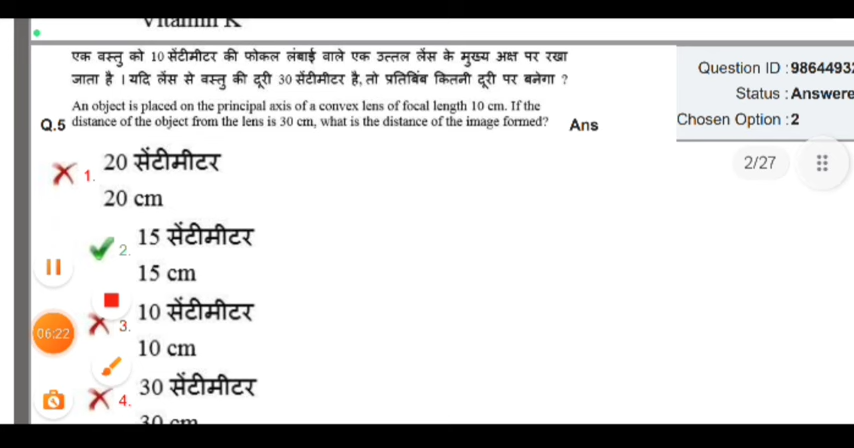 Vitamin K
एक वस्तु को 10 सेंटीमीटर की फोकल लंबाई वाले एक उत्तल लेंस के मुख्य अक्ष पर रखा
जाता है । यदि लेंस से वस्तु की दूरी 30 सेंटीमीटर है, तो प्रतिबिंब कितनी दूरी पर बनेगा ?
An object is placed on the principal axis of a convex lens of focal length 10 cm. If the
Q.5 distance of the object from the lens is 30 cm, what is the distance of the image formed? Ans
Question ID : 98644932
Status : Answere
Chosen Option : 2
2/27
1. 20 सेंटीमीटर
20 cm
2. 15 सेंटीमीटर
15 cm
3. 10 सेंटीमीटर
10 cm
06:22
4. 30 सेंटीमीटर
30 cm